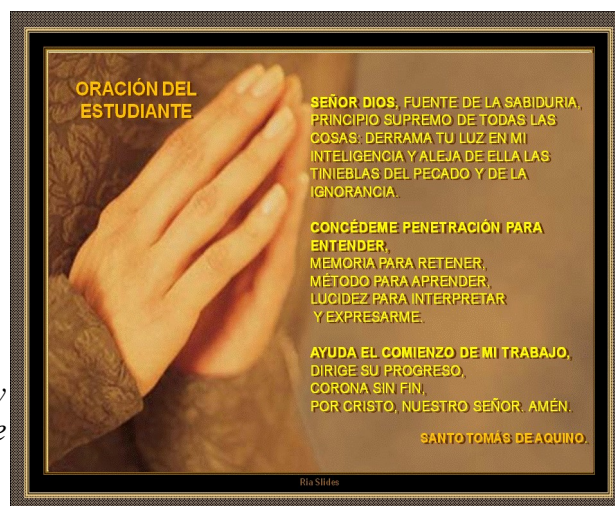 ORACIÓN DEL
ESTUDIANTE
SEÑOR DIOS, FUENTE DE LA SABIDURIA,
PRINCIPIO SUPREMO DE TODAS LAS
COSAS: DERRAMA TU LUZ EN MI
INTELIGENCIA Y ALEJA DE ELLA LAS
TINIEBLAS DEL PECADO Y DE LA
IGNORANCIA.
CONCÉDEME PENETRACIÓN PARA
ENTENDER,
MEMORIA PARA RETENER,
MÉTODO PARA APRENDER,
LUCIDEZ PARA INTERPRETAR
Y EXPRESARME.
AYUDA EL COMIENZO DE MI TRABAJO,
DIRIGE SU PROGRESO,
CORONA SIN FIN,
POR CRISTO, NUESTRO SEÑOR. AMÉN.
SANTO TOMÁS DE AQUINO.
Ria Slides
y
e